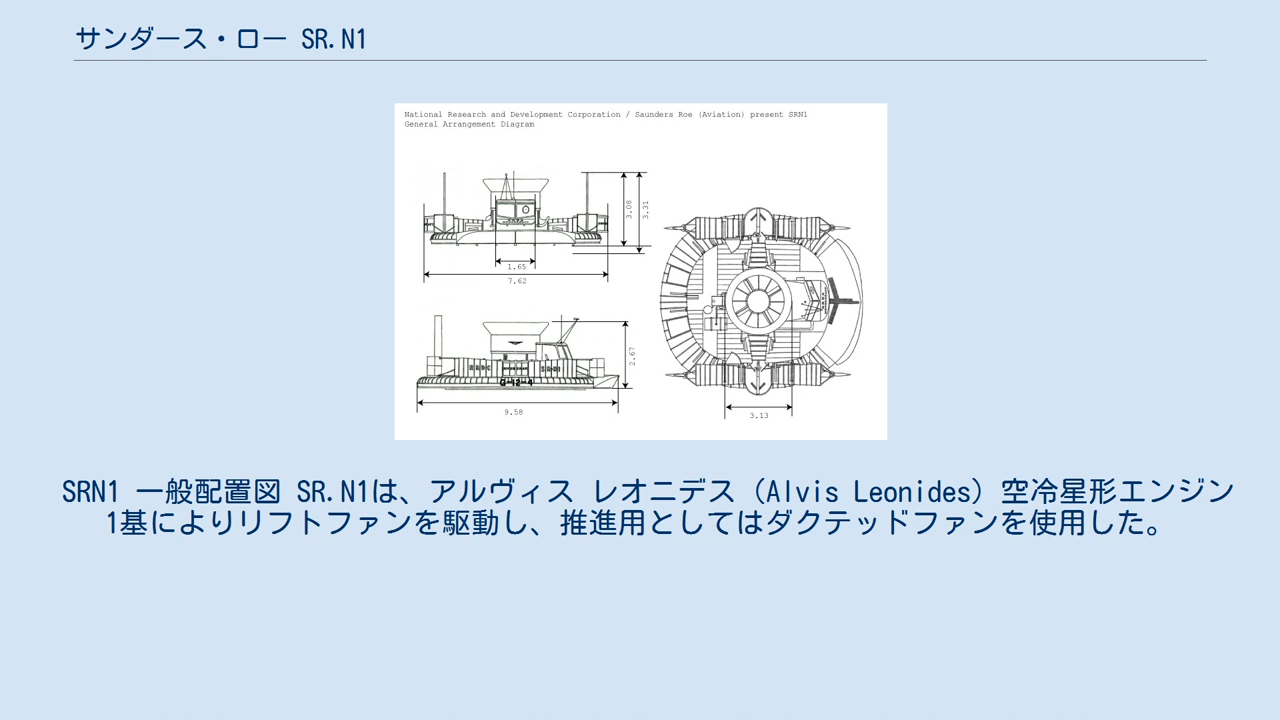 サンダース・ロー SR.N1
National Research and Development Corporation / Saunders Roe (Aviation) present SRN1
General Arrangement Diagram
3.08
3.31
1.65
7.62
2.67
G-12-4
9.58
3.13
SRN1 一般配置図 SR.N1は、アルヴィス レオニデス (Alvis Leonides) 空冷星形エンジン
1基によりリフトファンを駆動し、推進用としてはダクテッドファンを使用した。